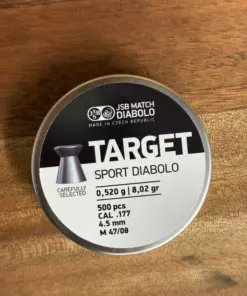 JSB MATCH
DIABOLO
MADE IN CZECH REPUBLIC
TARGET
SPORT DIABOLO
CAREFULLY
SELECTED
0,520 g | 8,02 gr
500 pcs
CAL .177
4.5 mm
M 47/08